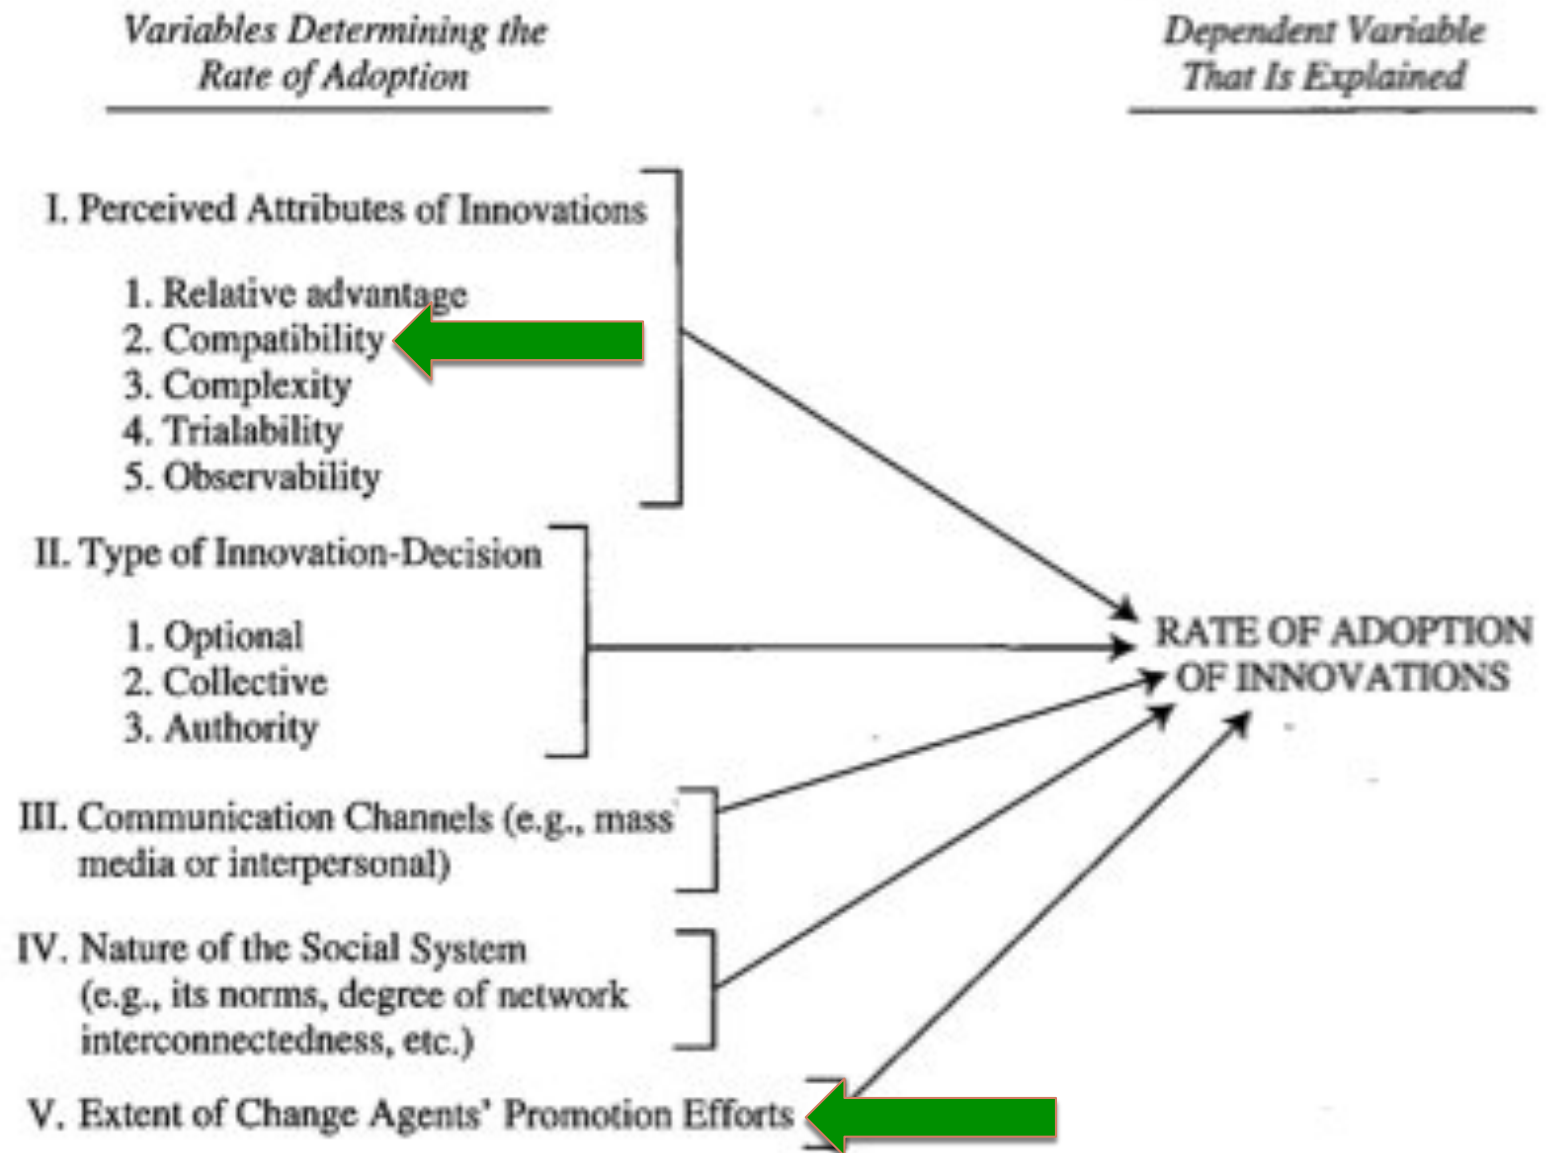 Variables Determining the
Rate of Adoption
Dependent Variable
That Is Explained
I. Perceived Attributes of Innovations
1. Relative advantage
2. Compatibility
3. Complexity
4. Trialability
5. Observability
II. Type of Innovation-Decision
1. Optional
2. Collective
3. Authority
III. Communication Channels (e.g., mass
media or interpersonal)
IV. Nature of the Social System
(e.g., its norms, degree of network
interconnectedness, etc.)
V. Extent of Change Agents' Promotion Efforts
RATE OF ADOPTION
OF INNOVATIONS